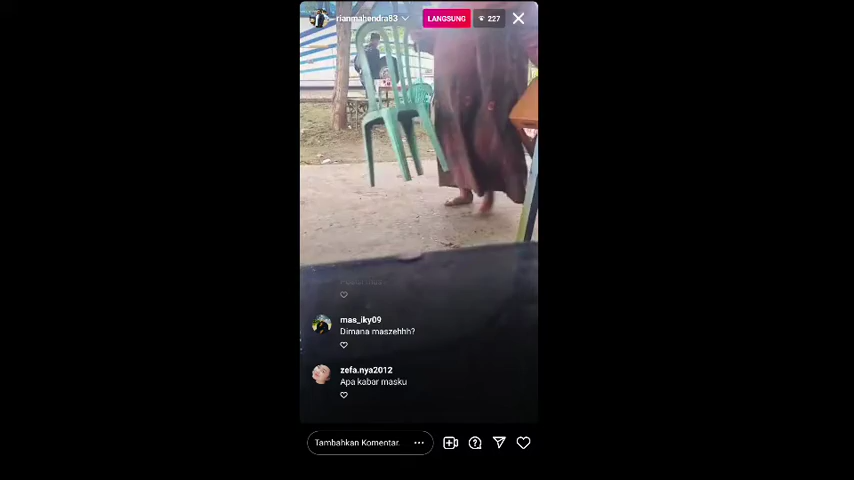 rianmahendra83
LANGSUNG
227
mas_iky09
Dimana maszehhh?
zefa.nya2012
Apa kabar masku
Tambahkan Komentar.